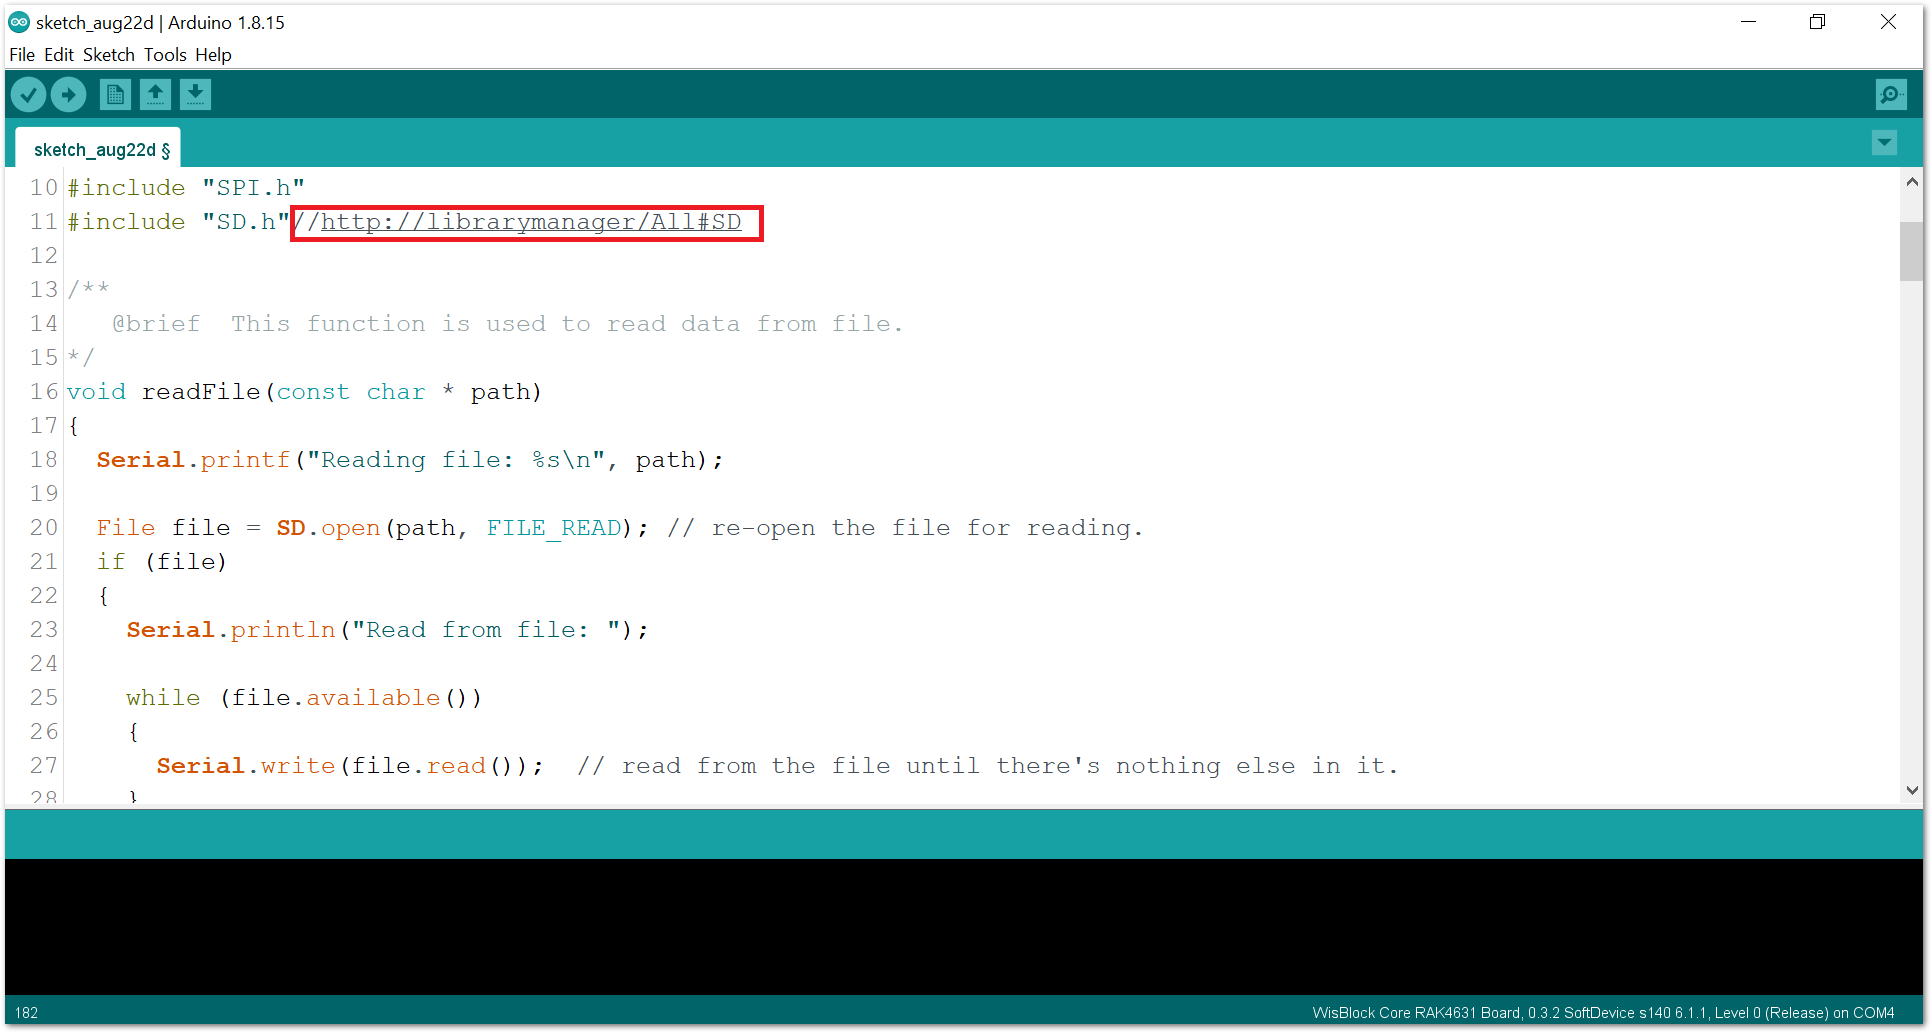 sketch_aug22d | Arduino 1.8.15
File Edit Sketch Tools Help
sketch_aug22d §
10 #include "SPI.h"
11 #include "SD.h"//http://librarymanager/All#SD
12
13 /**
14 @brief  This function is used to read data from file.
15 */
16 void readFile(const char * path)
17 {
18   Serial.printf("Reading file: %s\n", path);
19
20   File file = SD.open(path, FILE_READ); // re-open the file for reading.
21   if (file)
22   {
23     Serial.println("Read from file: ");
24
25     while (file.available())
26     {
27       Serial.write(file.read());  // read from the file until there's nothing else in it.
28     }
182
WisBlock Core RAK4631 Board, 0.3.2 SoftDevice s140 6.1.1, Level 0 (Release) on COM4